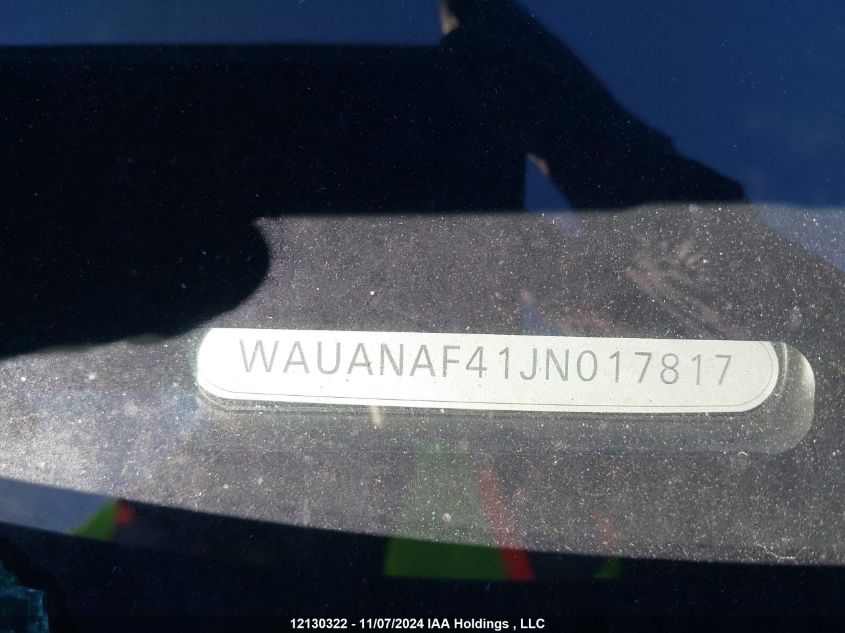 WAUANAF41JN017817
12130322 - 11/07/2024 IAA Holdings , LLC